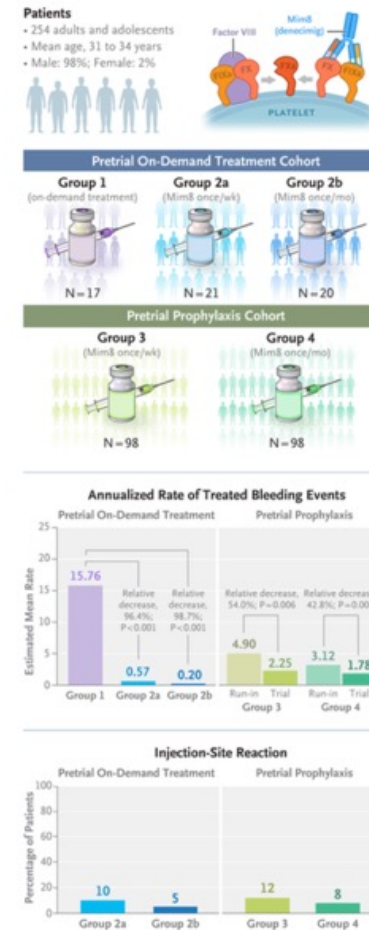 Patients
• 254 adults and adolescents
• Mean age, 31 to 34 years
• Male: 98%; Female: 2%
Factor VIII
Mim8
(denecimig)
FIXa
FX
FXa
FX
FIXa
PLATELET
Pretrial On-Demand Treatment Cohort
Group 1
(on-demand treatment)
N=17
Group 2a
(Mim8 once/wk)
N=21
Group 2b
(Mim8 once/mo)
N=20
Pretrial Prophylaxis Cohort
Group 3
(Mim8 once/wk)
N=98
Group 4
(Mim8 once/mo)
N=98
Annualized Rate of Treated Bleeding Events
Pretrial On-Demand Treatment
Pretrial Prophylaxis
Estimated Mean Rate
25
20
15
10
5
0
15.76
Relative
decrease,
96.4%;
P<0.001
Relative
decrease,
98.7%;
P<0.001
0.57
0.20
Group 1
Group 2a
Group 2b
Relative decrease,
54.0%; P=0.006
Relative decrease
42.8%; P=0.00
4.90
2.25
3.12
1.78
Run-in
Trial
Group 3
Run-in
Trial
Group 4
Injection-Site Reaction
Pretrial On-Demand Treatment
Pretrial Prophylaxis
Percentage of Patients
100
80
60
40
20
0
10
5
12
8
Group 2a
Group 2b
Group 3
Group 4